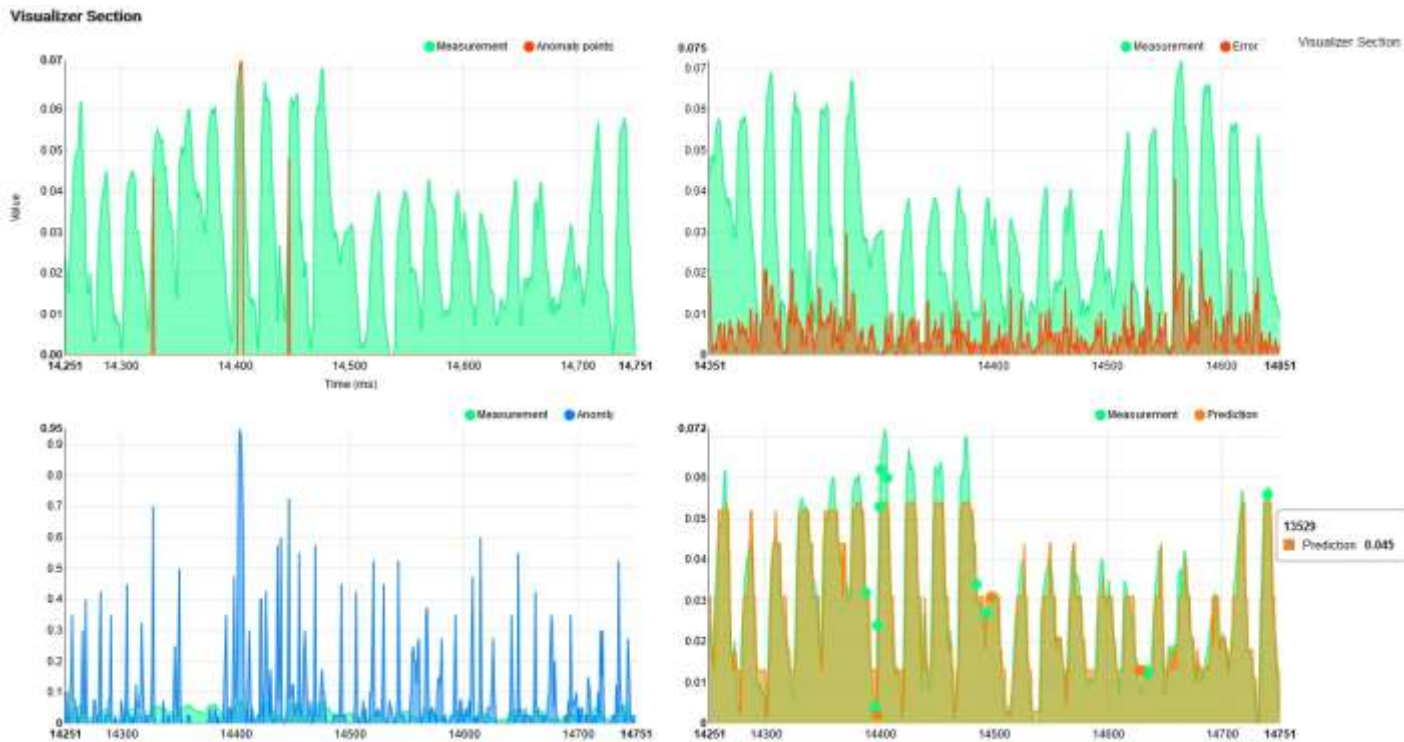 Visualizer Section
Measurement Anomaly points
0.07
0.06
0.05
0.04
0.03
0.02
0.01
0.00
Value
14,251 14,300 14,400 14,500 14,600 14,700 14,751
Time (ms)
Measurement Error
Visualizer Section
0.075
0.07
0.06
0.05
0.04
0.03
0.02
0.01
0
14351 14400 14500 14600 14851
Measurement Anomly
0.95
0.9
0.8
0.7
0.6
0.5
0.4
0.3
0.2
0.1
0
14251 14300 14400 14500 14600 14700 14751
Measurement Prediction
0.072
0.06
0.05
0.04
0.03
0.02
0.01
0
14251 14300 14400 14500 14600 14700 14751
13529
Prediction 0.045